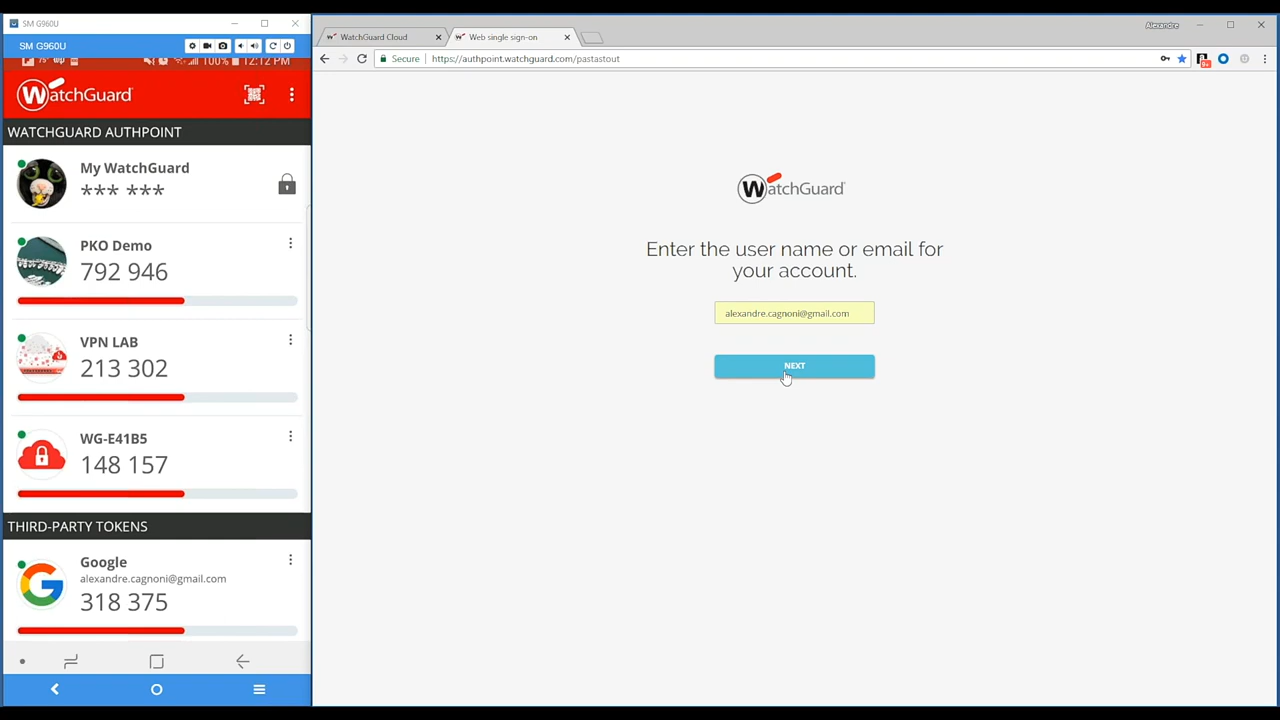 SM G960U
SM G960U
100% 12:12 PM
WatchGuard
WATCHGUARD AUTHPOINT
My WatchGuard
*** ***
PKO Demo
792 946
VPN LAB
213 302
WG-E41B5
148 157
THIRD-PARTY TOKENS
Google
alexandre.cagnoni@gmail.com
318 375
Alexandre
WatchGuard Cloud
Web single sign-on
Secure
https://authpoint.watchguard.com/pastastout
WatchGuard
Enter the user name or email for
your account.
alexandre.cagnoni@gmail.com
NEXT